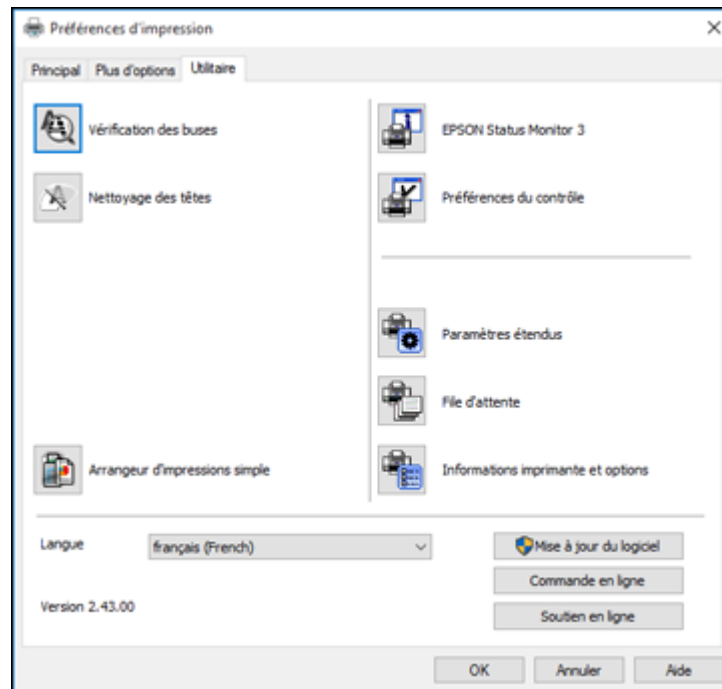 Préférences d'impression
Principal
Plus d'options
Utilitaire
Vérification des buses
EPSON Status Monitor 3
Nettoyage des têtes
Préférences du contrôle
Paramètres étendus
File d'attente
Arrangeur d'impressions simple
Informations imprimante et options
Langue
français (French)
Mise à jour du logiciel
Commande en ligne
Version 2.43.00
Soutien en ligne
OK
Annuler
Aide